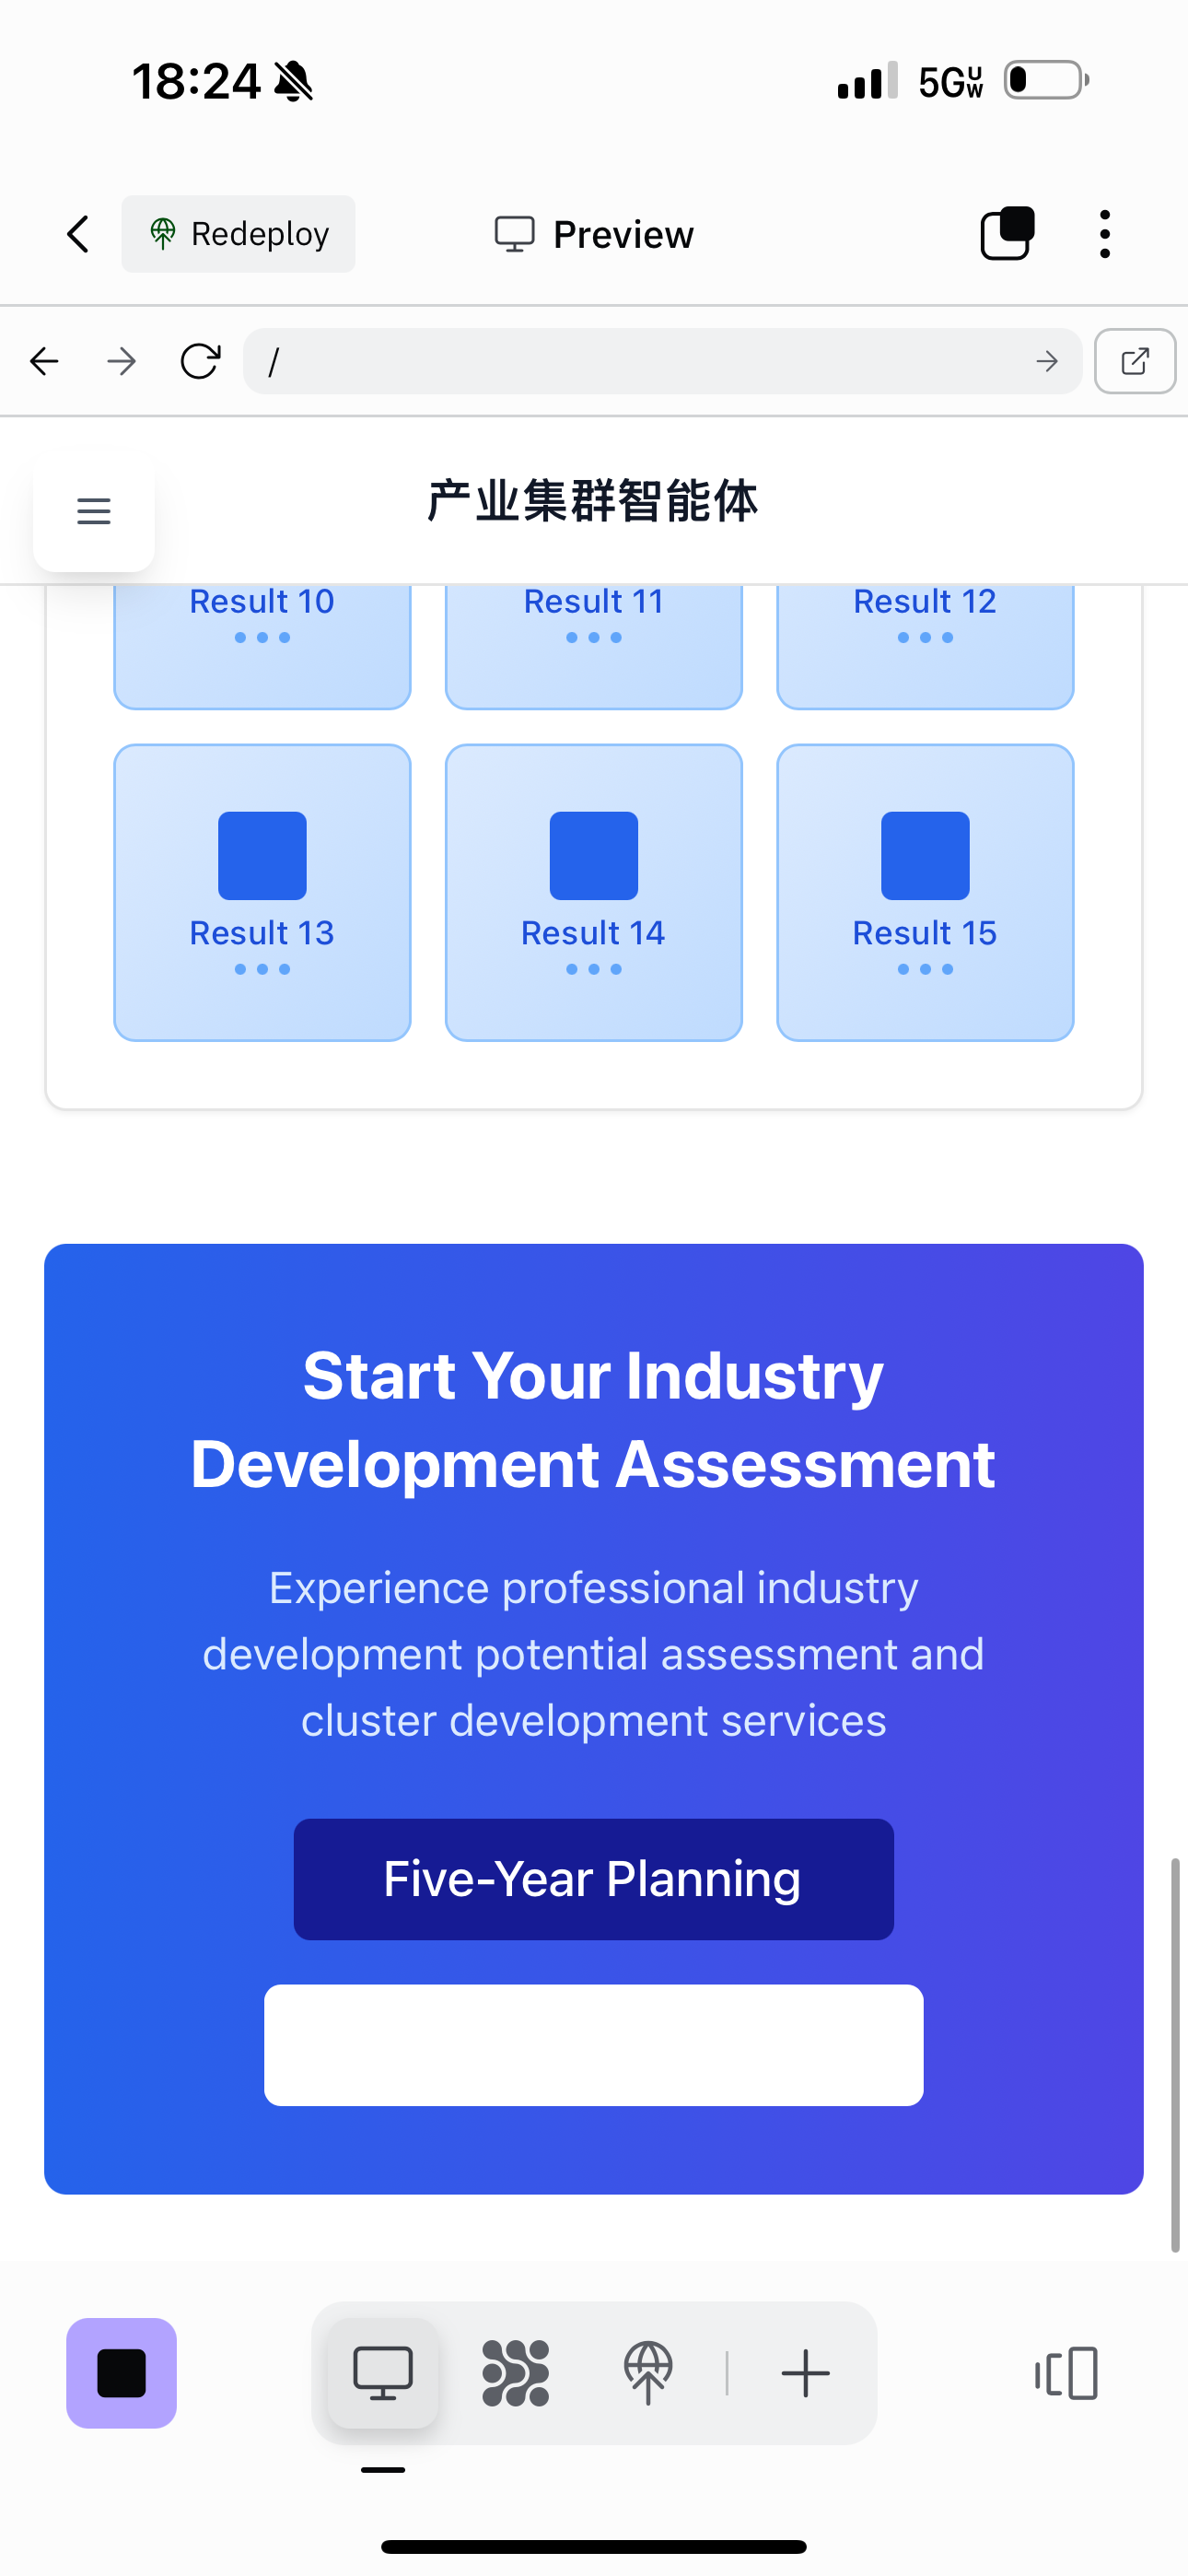 18:24
5G UW
Redeploy
Preview
/
产业集群智能体
Result 10
Result 11
Result 12
Result 13
Result 14
Result 15
Start Your Industry
Development Assessment
Experience professional industry
development potential assessment and
cluster development services
Five-Year Planning